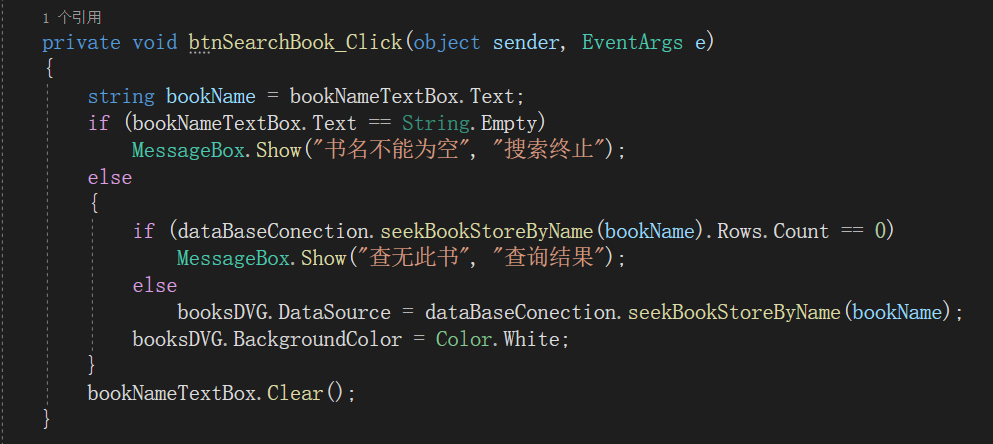 1 个引用
private void btnSearchBook_Click(object sender, EventArgs e)
{
    string bookName = bookNameTextBox.Text;
    if (bookNameTextBox.Text == String.Empty)
        MessageBox.Show("书名不能为空", "搜索终止");
    else
    {
        if (dataBaseConection.seekBookStoreByName(bookName).Rows.Count == 0)
            MessageBox.Show("查无此书", "查询结果");
        else
            booksDVG.DataSource = dataBaseConection.seekBookStoreByName(bookName);
        booksDVG.BackgroundColor = Color.White;
    }
    bookNameTextBox.Clear();
}